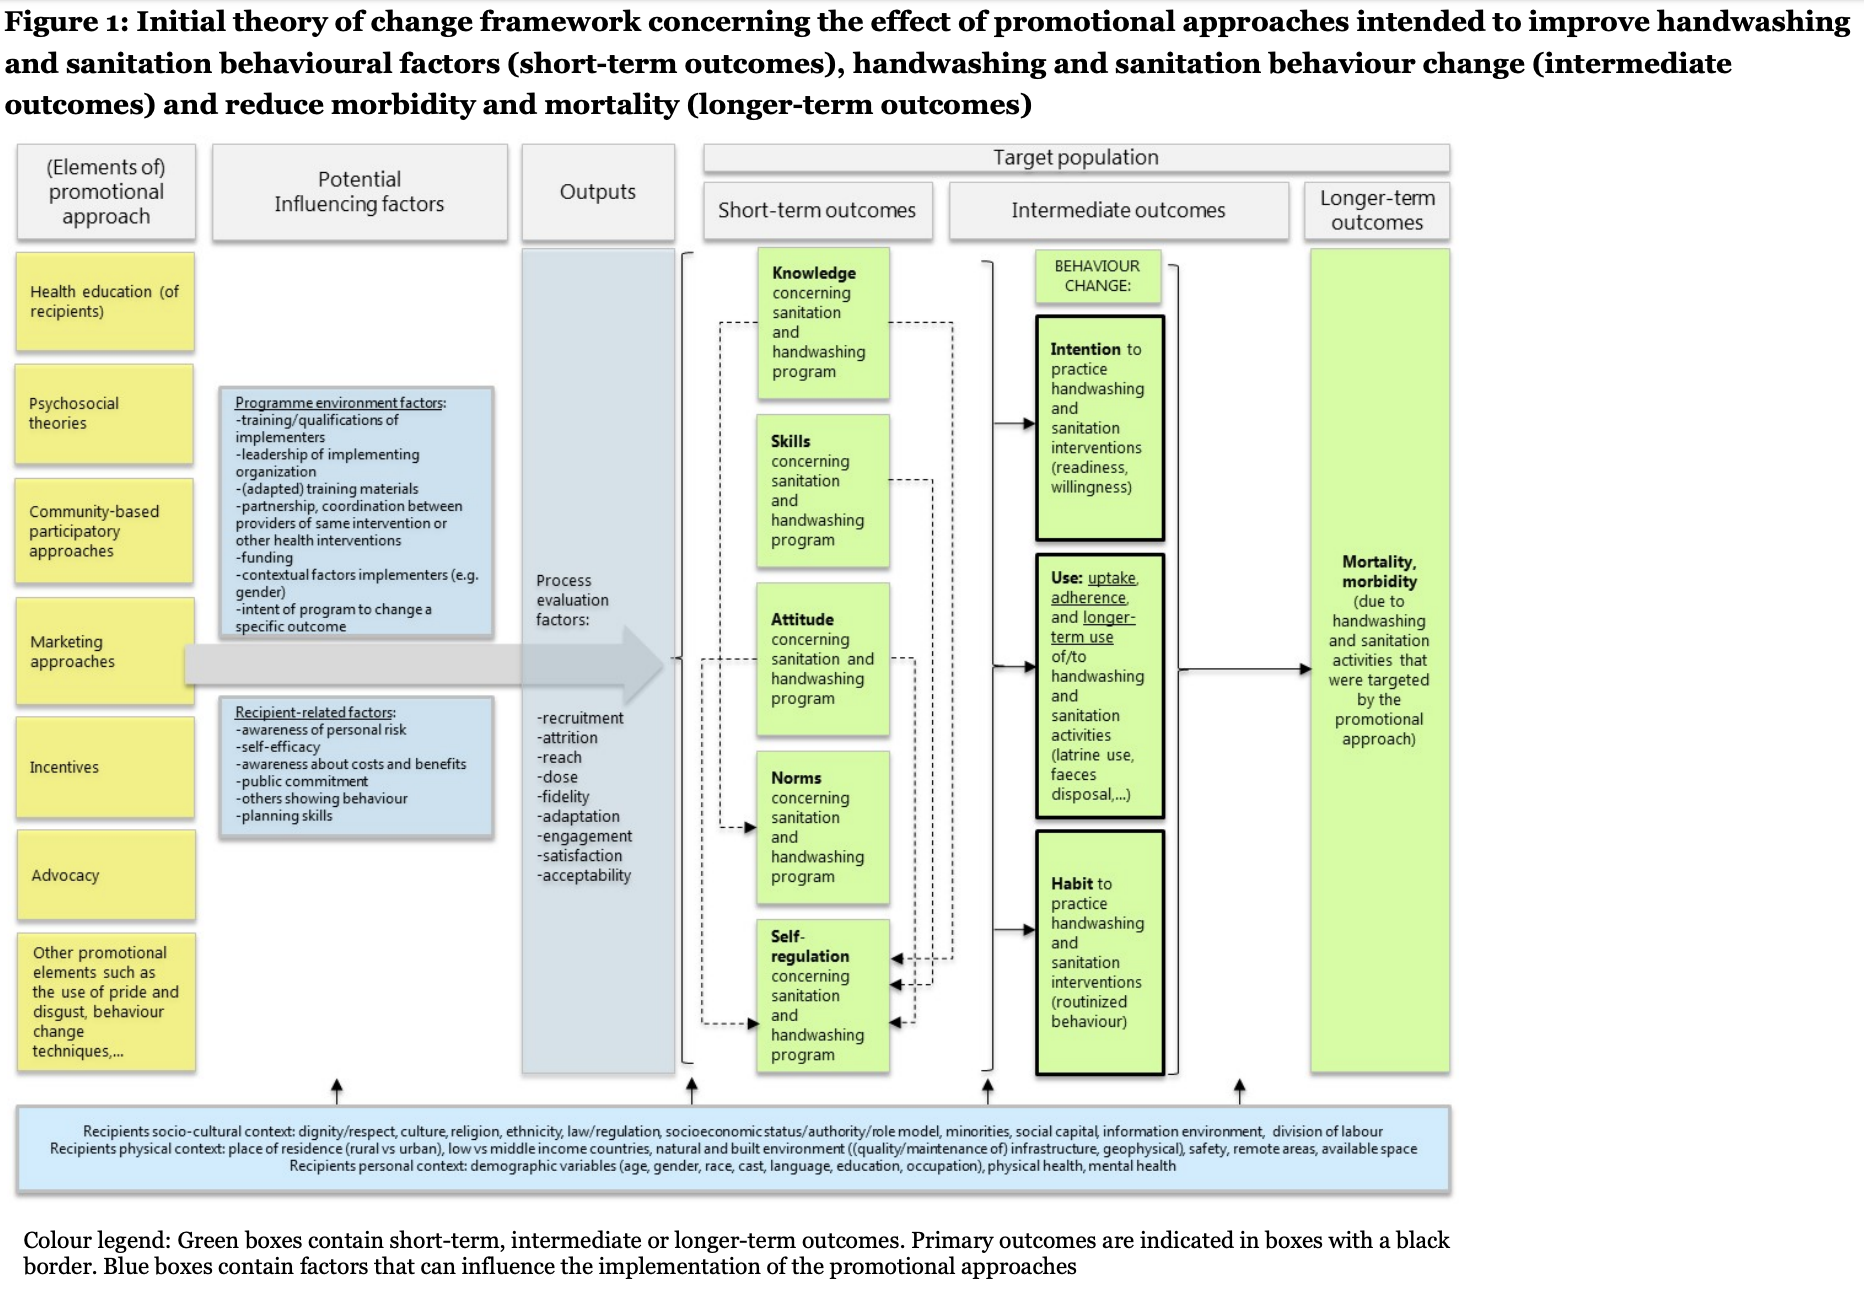 Figure 1: Initial theory of change framework concerning the effect of promotional approaches intended to improve handwashing
and sanitation behavioural factors (short-term outcomes), handwashing and sanitation behaviour change (intermediate
outcomes) and reduce morbidity and mortality (longer-term outcomes)
(Elements of)
promotional
approach
Potential
Influencing factors
Outputs
Target population
Short-term outcomes
Intermediate outcomes
Longer-term
outcomes
Health education (of
recipients)
Psychosocial
theories
Community-based
participatory
approaches
Marketing
approaches
Incentives
Advocacy
Other promotional
elements such as
the use of pride and
disgust, behaviour
change
techniques,...
Programme environment factors:
-training/qualifications of
implementers
-leadership of implementing
organization
-(adapted) training materials
-partnership, coordination between
providers of same intervention or
other health interventions
-funding
-contextual factors implementers (e.g.
gender)
-intent of program to change a
specific outcome
Recipient-related factors:
-awareness of personal risk
-self-efficacy
-awareness about costs and benefits
-public commitment
-others showing behaviour
-planning skills
Process
evaluation
factors:
-recruitment
-attrition
-reach
-dose
-fidelity
-adaptation
-engagement
-satisfaction
-acceptability
Knowledge
concerning
sanitation
and
handwashing
program
Skills
concerning
sanitation
and
handwashing
program
Attitude
concerning
sanitation and
handwashing
program
Norms
concerning
sanitation
and
handwashing
program
Self-
regulation
concerning
sanitation
and
handwashing
program
BEHAVIOUR
CHANGE:
Intention to
practice
handwashing
and
sanitation
interventions
(readiness,
willingness)
Use: uptake,
adherence,
and longer-
term use
of/to
handwashing
and
sanitation
activities
(latrine use,
faeces
disposal,...)
Habit to
practice
handwashing
and
sanitation
interventions
(routinized
behaviour)
Mortality,
morbidity
(due to
handwashing
and sanitation
activities that
were targeted
by the
promotional
approach)
Recipients socio-cultural context: dignity/respect, culture, religion, ethnicity, law/regulation, socioeconomic status/authority/role model, minorities, social capital, information environment, division of labour
Recipients physical context: place of residence (rural vs urban), low vs middle income countries, natural and built environment ((quality/maintenance of) infrastructure, geophysical), safety, remote areas, available space
Recipients personal context: demographic variables (age, gender, race, cast, language, education, occupation), physical health, mental health
Colour legend: Green boxes contain short-term, intermediate or longer-term outcomes. Primary outcomes are indicated in boxes with a black
border. Blue boxes contain factors that can influence the implementation of the promotional approaches